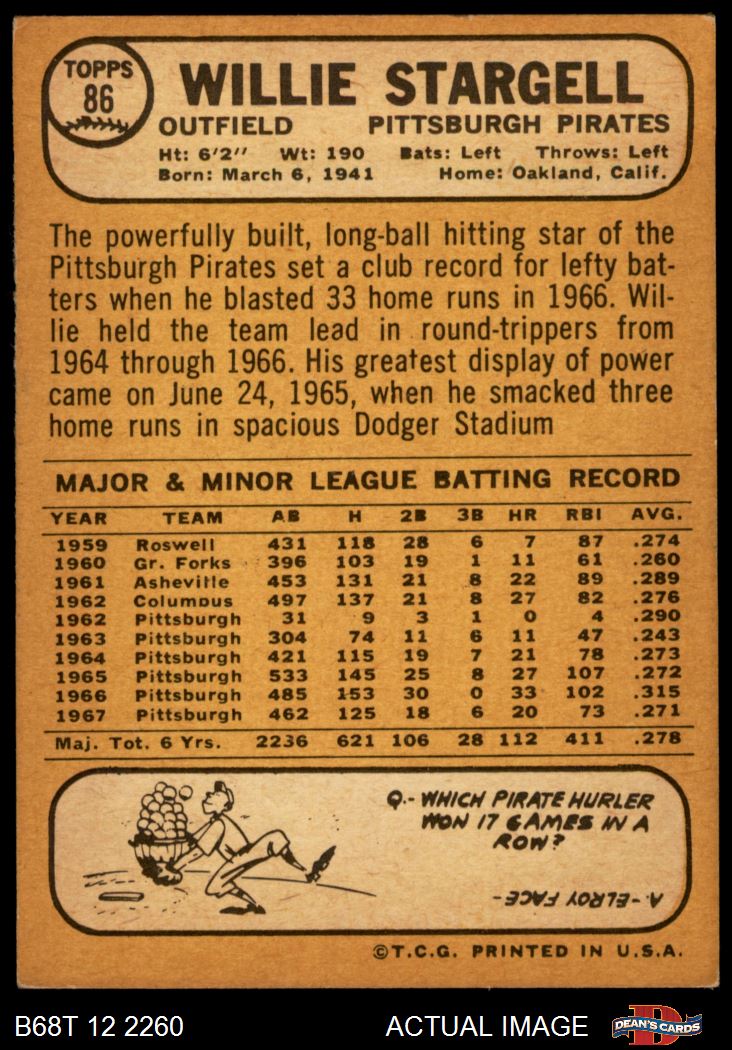 TOPPS
86
WILLIE STARGELL
OUTFIELD PITTSBURGH PIRATES
Ht: 6'2" Wt: 190 Bats: Left Throws: Left
Born: March 6, 1941 Home: Oakland, Calif.
The powerfully built, long-ball hitting star of the
Pittsburgh Pirates set a club record for lefty bat-
ters when he blasted 33 home runs in 1966. Wil-
lie held the team lead in round-trippers from
1964 through 1966. His greatest display of power
came on June 24, 1965, when he smacked three
home runs in spacious Dodger Stadium
MAJOR & MINOR LEAGUE BATTING RECORD
YEAR TEAM AB H 2B 3B HR RBI AVG.
1959 Roswell 431 118 28 6 7 87 .274
1960 Gr. Forks 396 103 19 1 11 61 .260
1961 Asheville 453 131 21 8 22 89 .289
1962 Columbus 497 137 21 8 27 82 .276
1962 Pittsburgh 31 9 3 1 0 4 .290
1963 Pittsburgh 304 74 11 6 11 47 .243
1964 Pittsburgh 421 115 19 7 21 78 .273
1965 Pittsburgh 533 145 25 8 27 107 .272
1966 Pittsburgh 485 153 30 0 33 102 .315
1967 Pittsburgh 462 125 18 6 20 73 .271
Maj. Tot. 6 Yrs. 2236 621 106 28 112 411 .278
Q.- WHICH PIRATE HURLER
WON 17 GAMES IN A
ROW?
A- ELROY FACE-
©T.C.G. PRINTED IN U.S.A.
B68T 12 2260 ACTUAL IMAGE
D
DEAN'S CARDS